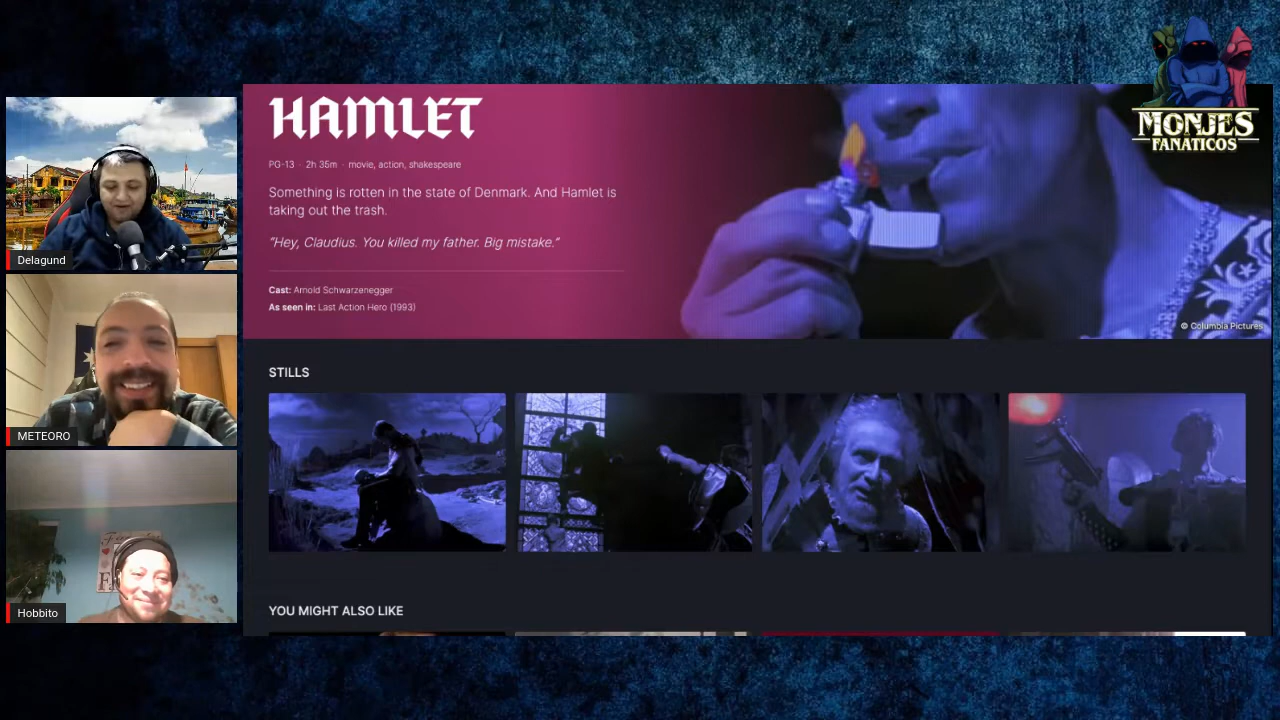 MONJES
FANATICOS
Delagund
METEORO
Hobbito
HAMLET
PG-13 · 2h 35m · movie, action, shakespeare
Something is rotten in the state of Denmark. And Hamlet is
taking out the trash.
"Hey, Claudius. You killed my father. Big mistake."
Cast: Arnold Schwarzenegger
As seen in: Last Action Hero (1993)
© Columbia Pictures
STILLS
YOU MIGHT ALSO LIKE